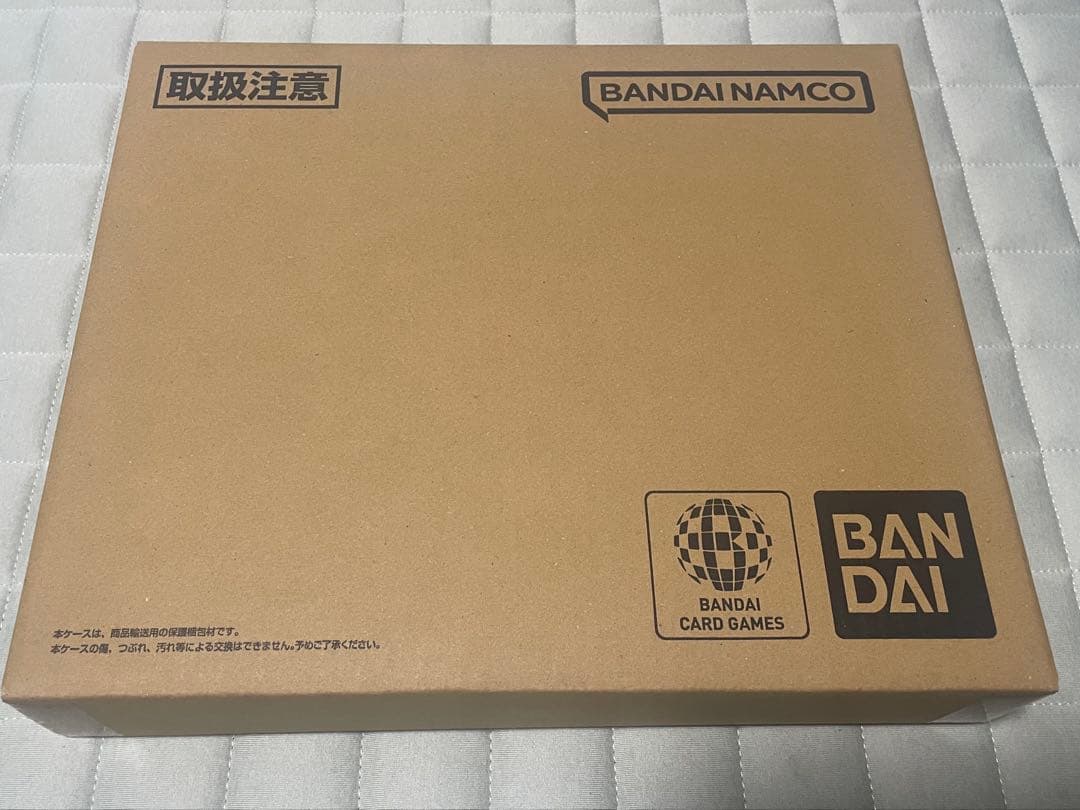 取扱注意
BANDAI NAMCO
BANDAI
CARD GAMES
BAN
DAI
本ケースは、商品輸送用の保護梱包材です。
本ケースの傷、つぶれ、汚れ等による交換はできません。予めご了承ください。